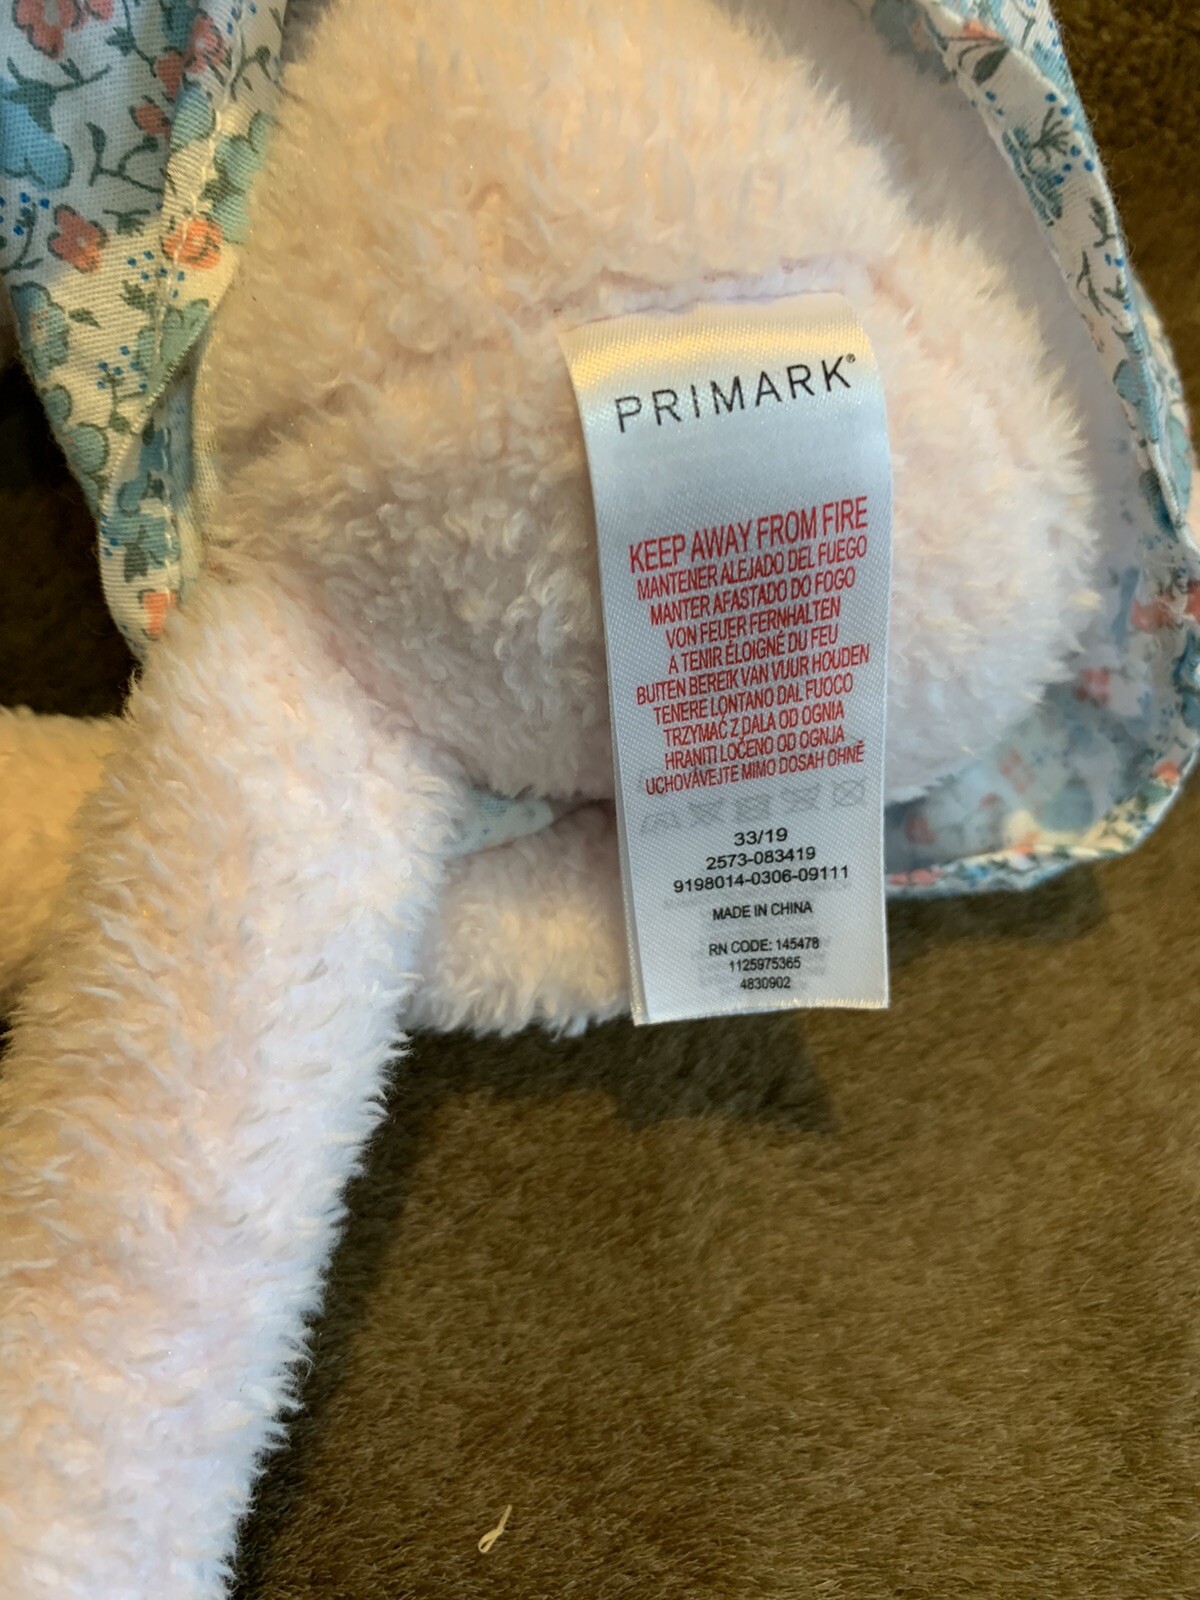 PRIMARK®
KEEP AWAY FROM FIRE
MANTENER ALEJADO DEL FUEGO
MANTER AFASTADO DO FOGO
VON FEUER FERNHALTEN
A TENIR ÉLOIGNÉ DU FEU
BUITEN BEREIK VAN VUUR HOUDEN
TENERE LONTANO DAL FUOCO
TRZYMAĆ Z DALA OD OGNIA
HRANITI LOČENO OD OGNJA
UCHOVÁVEJTE MIMO DOSAH OHNĚ
33/19
2573-083419
9198014-0306-09111
MADE IN CHINA
RN CODE: 145478
1125975365
4830902